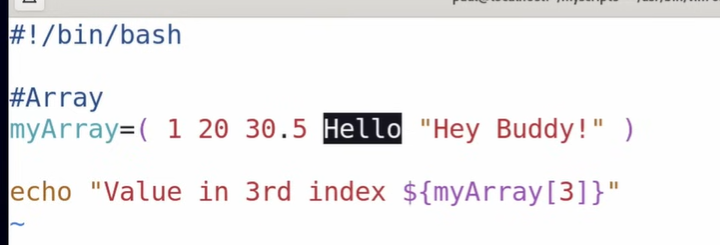 #!/bin/bash
#Array
myArray=( 1 20 30.5 Hello "Hey Buddy!" )
echo "Value in 3rd index ${myArray[3]}"
~